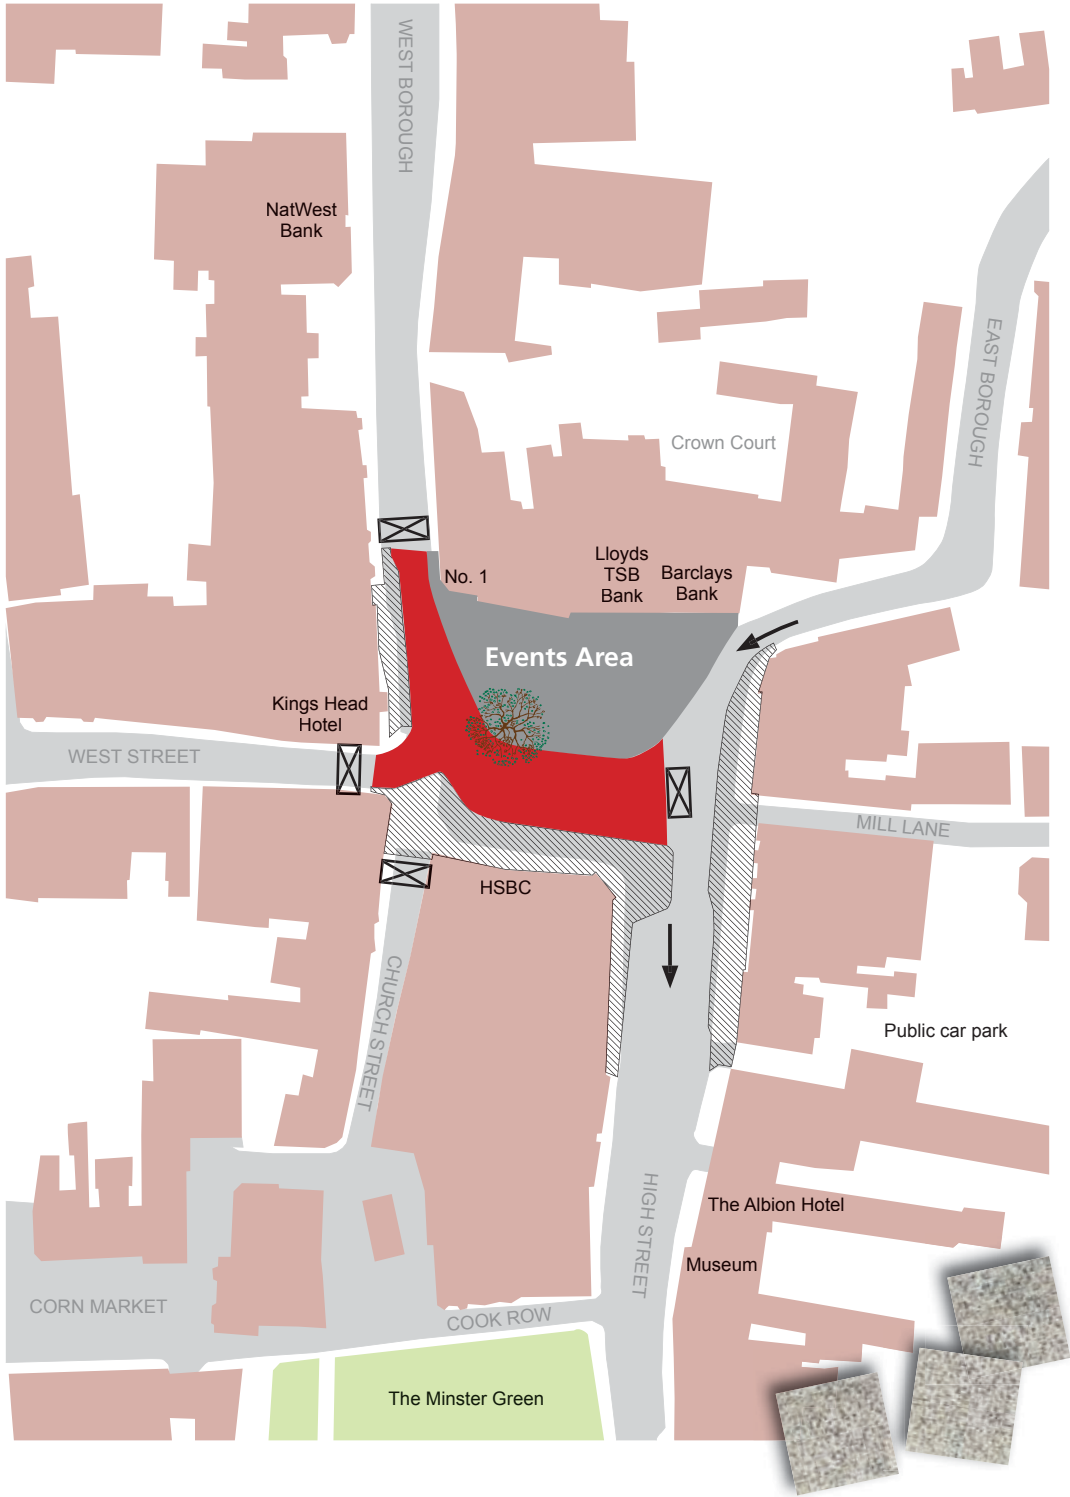 WEST BOROUGH
NatWest
Bank
EAST BOROUGH
Crown Court
Lloyds
TSB
Bank
Barclays
Bank
No. 1
Events Area
Kings Head
Hotel
WEST STREET
MILL LANE
HSBC
CHURCH STREET
Public car park
HIGH STREET
The Albion Hotel
Museum
CORN MARKET
COOK ROW
The Minster Green